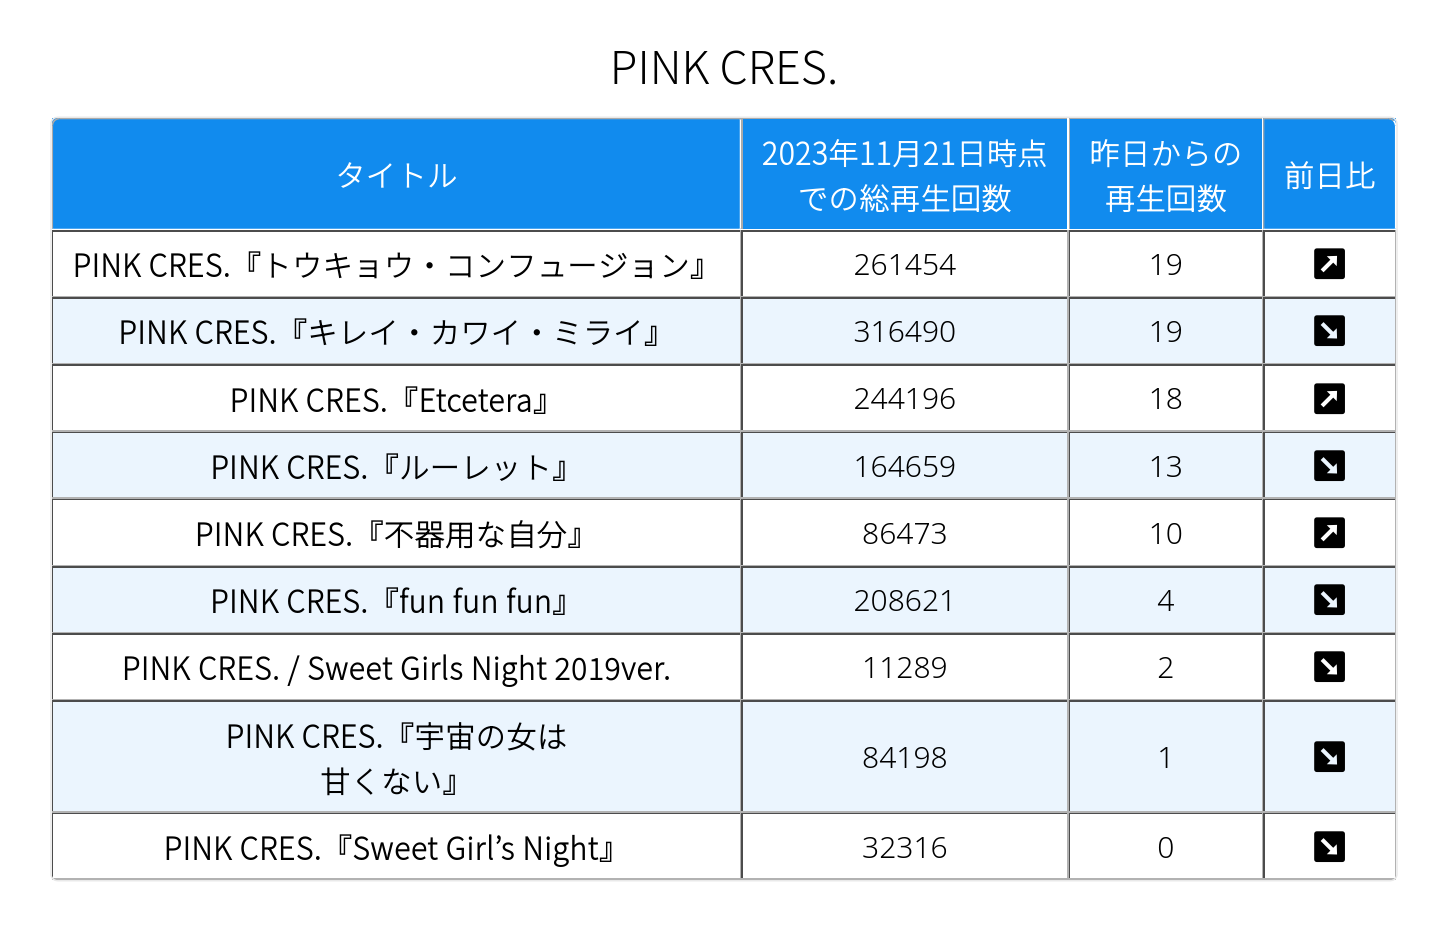 PINK CRES.
タイトル
2023年11月21日時点
での総再生回数
昨日からの
再生回数
前日比
PINK CRES.『トウキョウ・コンフュージョン』 261454 19 ↗
PINK CRES.『キレイ・カワイ・ミライ』 316490 19 ↘
PINK CRES.『Etcetera』 244196 18 ↗
PINK CRES.『ルーレット』 164659 13 ↘
PINK CRES.『不器用な自分』 86473 10 ↗
PINK CRES.『fun fun fun』 208621 4 ↘
PINK CRES. / Sweet Girls Night 2019ver. 11289 2 ↘
PINK CRES.『宇宙の女は
甘くない』 84198 1 ↘
PINK CRES.『Sweet Girl’s Night』 32316 0 ↘